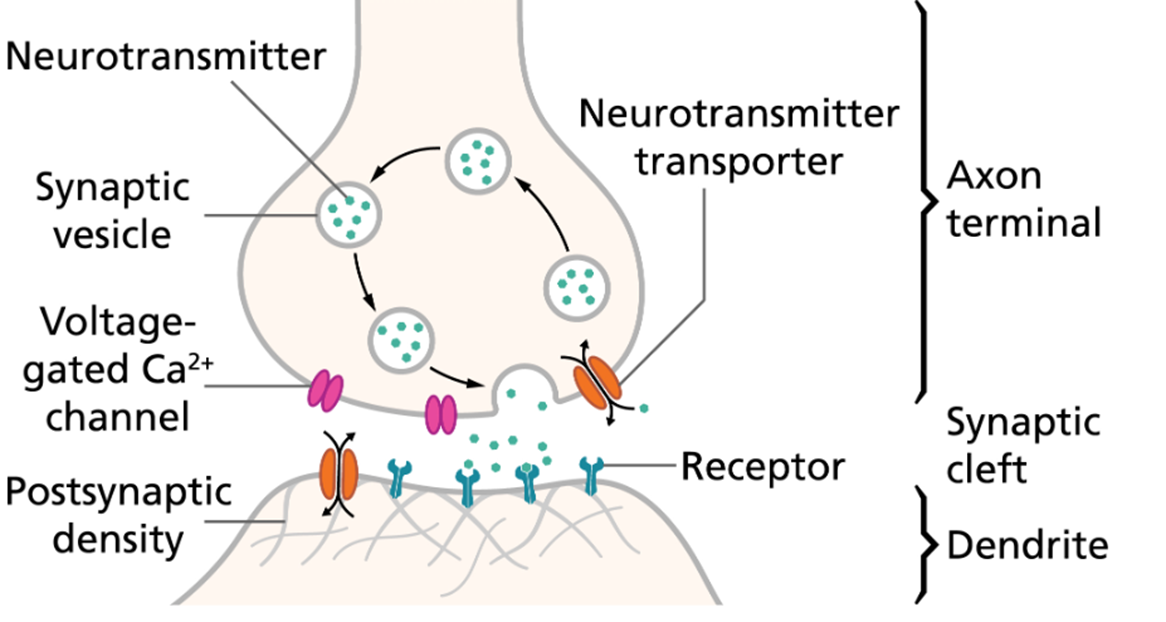 Neurotransmitter
Synaptic
vesicle
Voltage-
gated Ca²⁺
channel
Postsynaptic
density
Neurotransmitter
transporter
Receptor
Axon
terminal
Synaptic
cleft
Dendrite